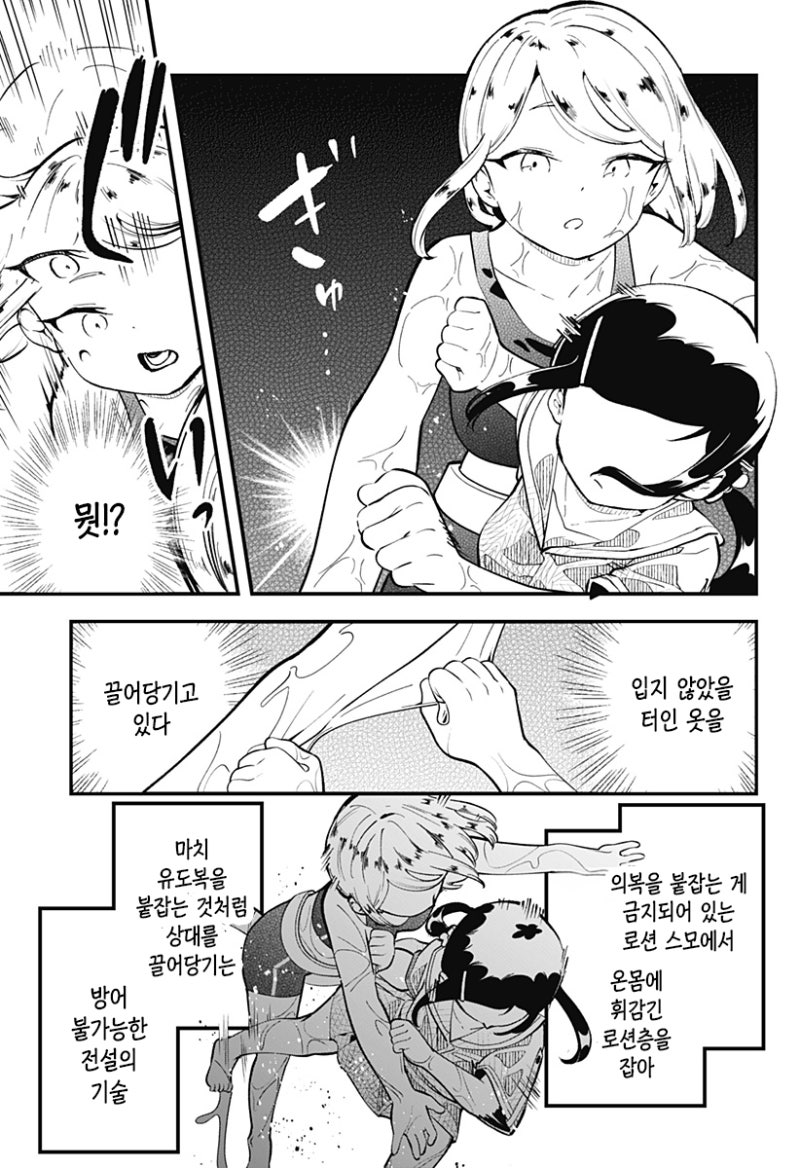 ぎゅ…
뭣!?
입지 않았을
터인 옷을
끌어당기고
있다
의복을 붙잡는 게
금지되어 있는
로션 스모에서
온몸에
휘감긴
로션층을
잡아
마치
유도복을
붙잡는 것처럼
상대를
끌어당기는
방어
불가능한
전설의
기술